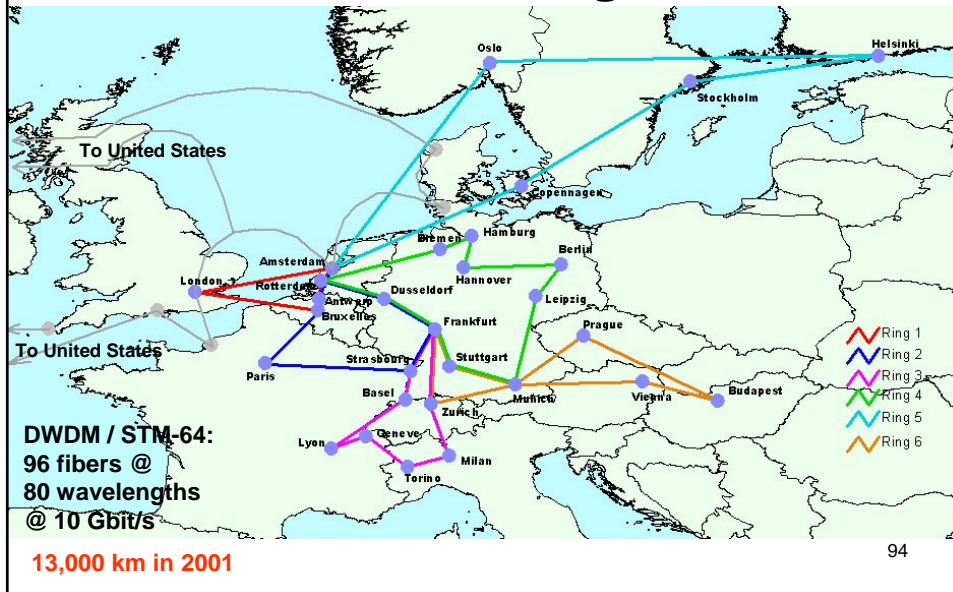 Oslo
Helsinki
Stockholm
To United States
Copenhagen
Hamburg
Bremen
Berlin
Amsterdam
Hannover
London
Dusseldorf
Leipzig
Antwerp
Bruxelles
Frankfurt
Prague
Ring 1
To United States
Ring 2
Strasbourg
Stuttgart
Paris
Ring 3
Munich
Vienna
Budapest
Basel
Zurich
Ring 4
Ring 5
DWDM / STM-64:
Geneve
Lyon
Ring 6
96 fibers @
Milan
Torino
80 wavelengths
@ 10 Gbit/s
94
13,000 km in 2001